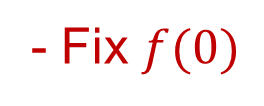 - Fix 𝑓(0)